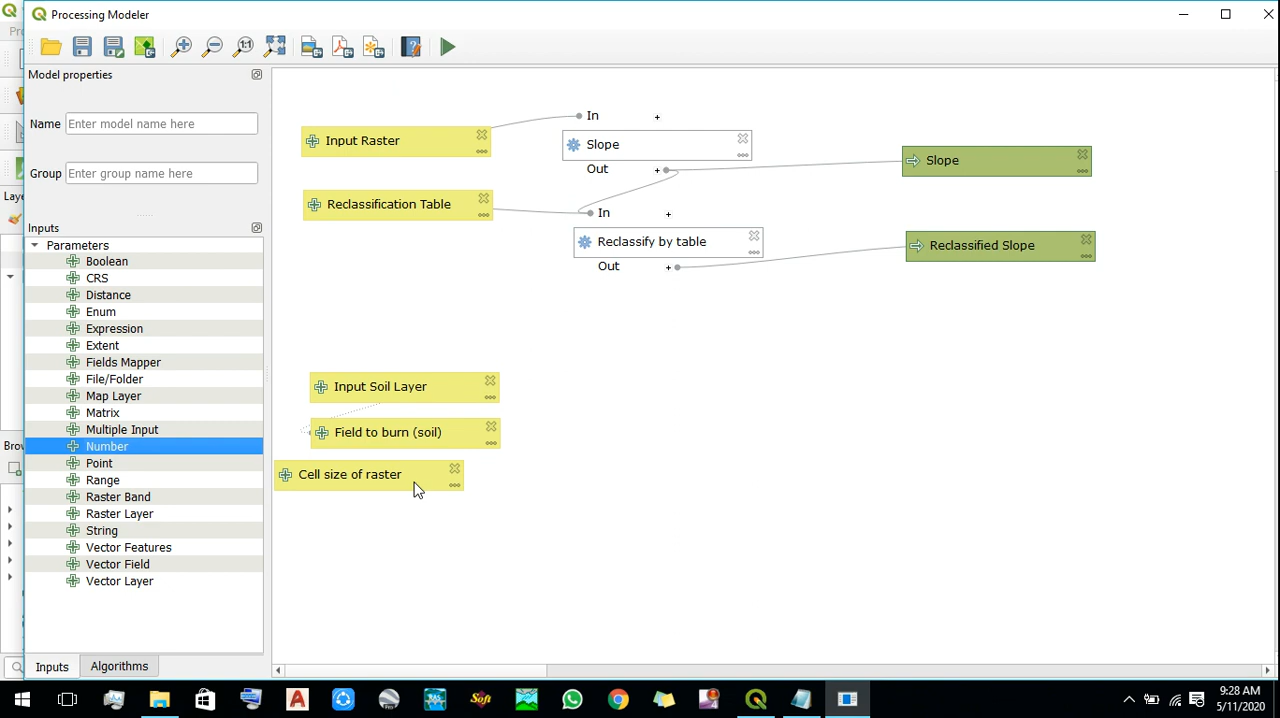 Processing Modeler
Model properties
Name Enter model name here
Group Enter group name here
Laye
Inputs
Parameters
Boolean
CRS
Distance
Enum
Expression
Extent
Fields Mapper
File/Folder
Map Layer
Matrix
Multiple Input
Brov
Number
Point
Range
Raster Band
Raster Layer
String
Vector Features
Vector Field
Vector Layer
Inputs Algorithms
In
Input Raster
Slope
Out
Slope
Reclassification Table
In
Reclassify by table
Out
Reclassified Slope
Input Soil Layer
Field to burn (soil)
Cell size of raster
9:28 AM
5/11/2020